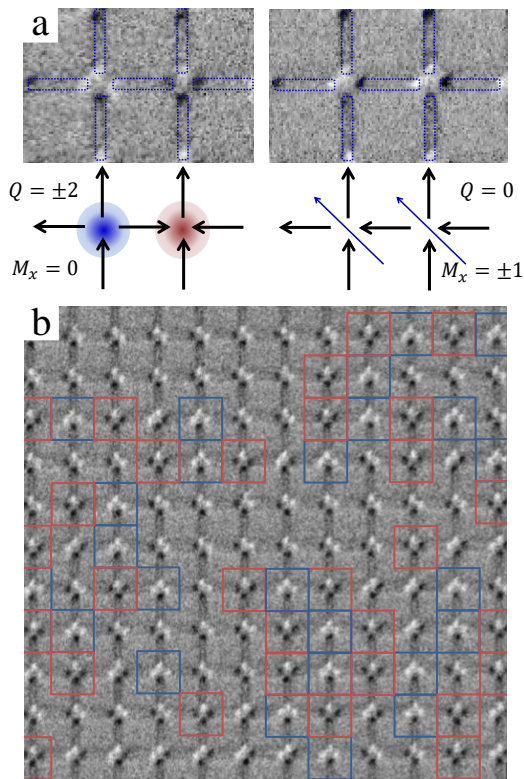 a
Q = ±2
Q = 0
M_x = 0
M_x = ±1
b